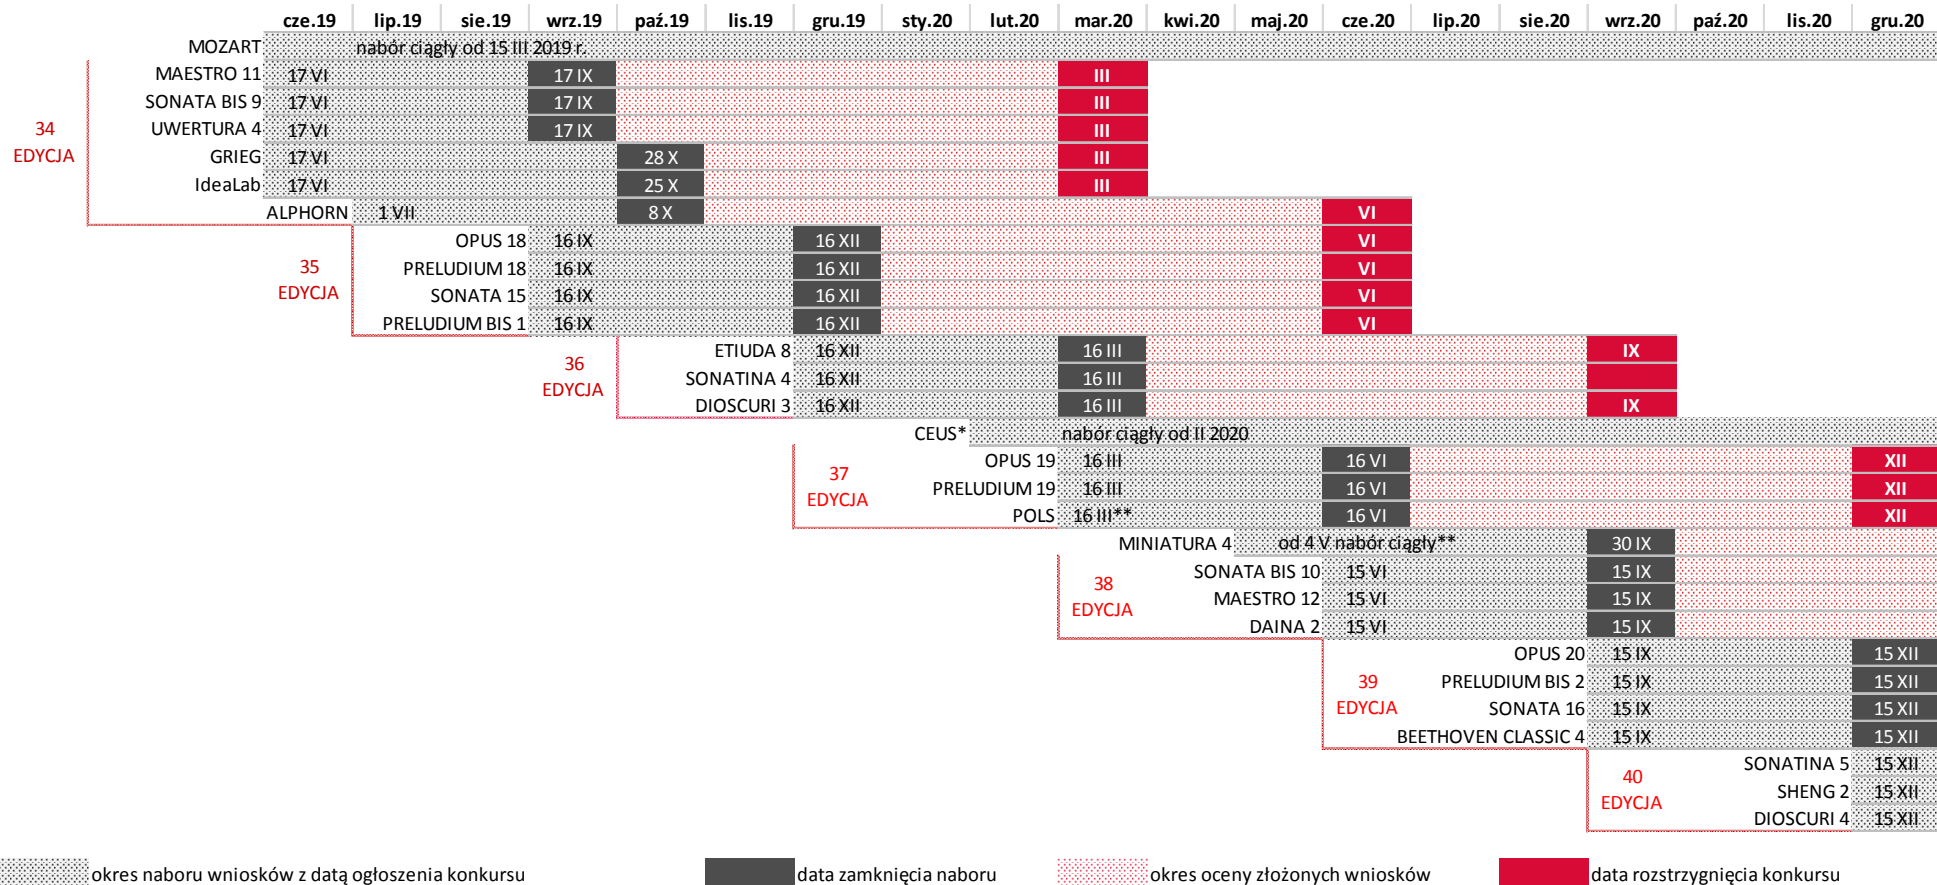 cze.19 lip.19 sie.19 wrz.19 paź.19 lis.19 gru.19 sty.20 lut.20 mar.20 kwi.20 maj.20 cze.20 lip.20 sie.20 wrz.20 paź.20 lis.20 gru.20
MOZART nabór ciągły od 15 III 2019 r.
34 EDYCJA
MAESTRO 11 17 VI 17 IX III
SONATA BIS 9 17 VI 17 IX III
UWERTURA 4 17 VI 17 IX III
GRIEG 17 VI 28 X III
IdeaLab 17 VI 25 X III
ALPHORN 1 VII 8 X VI
35 EDYCJA
OPUS 18 16 IX 16 XII VI
PRELUDIUM 18 16 IX 16 XII VI
SONATA 15 16 IX 16 XII VI
PRELUDIUM BIS 1 16 IX 16 XII VI
36 EDYCJA
ETIUDA 8 16 XII 16 III IX
SONATINA 4 16 XII 16 III
DIOSCURI 3 16 XII 16 III IX
CEUS* nabór ciągły od II 2020
37 EDYCJA
OPUS 19 16 III 16 VI XII
PRELUDIUM 19 16 III 16 VI XII
POLS 16 III** 16 VI XII
MINIATURA 4 od 4 V nabór ciągły** 30 IX
38 EDYCJA
SONATA BIS 10 15 VI 15 IX
MAESTRO 12 15 VI 15 IX
DAINA 2 15 VI 15 IX
39 EDYCJA
OPUS 20 15 IX 15 XII
PRELUDIUM BIS 2 15 IX 15 XII
SONATA 16 15 IX 15 XII
BEETHOVEN CLASSIC 4 15 IX 15 XII
40 EDYCJA
SONATINA 5 15 XII
SHENG 2 15 XII
DIOSCURI 4 15 XII
okres naboru wniosków z datą ogłoszenia konkursu data zamknięcia naboru okres oceny złożonych wniosków data rozstrzygnięcia konkursu